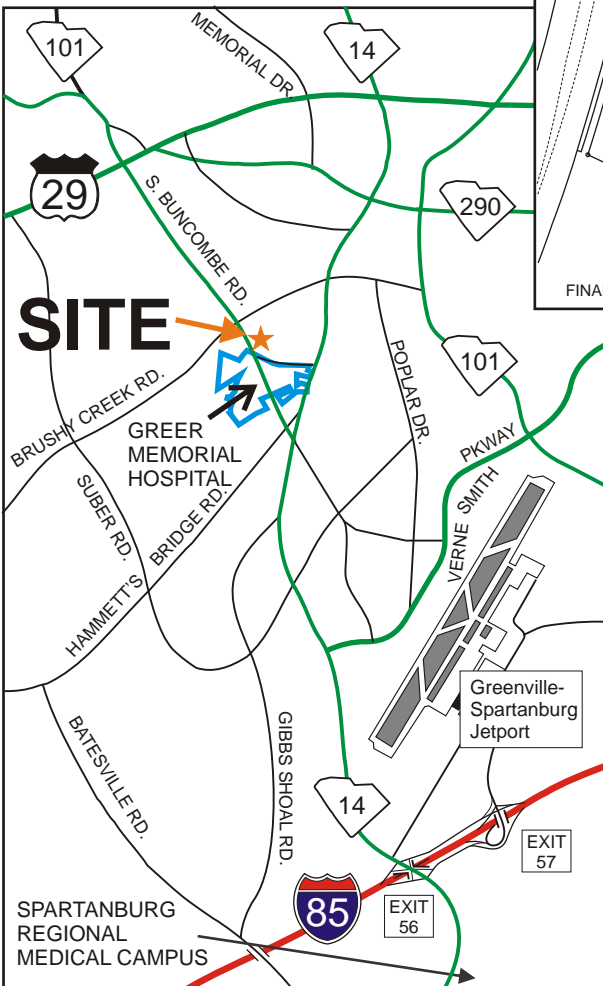 101
14
MEMORIAL DR.
29
290
S. BUNCOMBE RD.
SITE
101
BRUSHY CREEK RD.
POPLAR DR.
GREER
MEMORIAL
HOSPITAL
PKWAY
SUBER RD.
VERNE SMITH
HAMMETT'S BRIDGE RD.
Greenville-
Spartanburg
Jetport
BATESVILLE RD.
GIBBS SHOAL RD.
14
EXIT
57
85
EXIT
56
SPARTANBURG
REGIONAL
MEDICAL CAMPUS